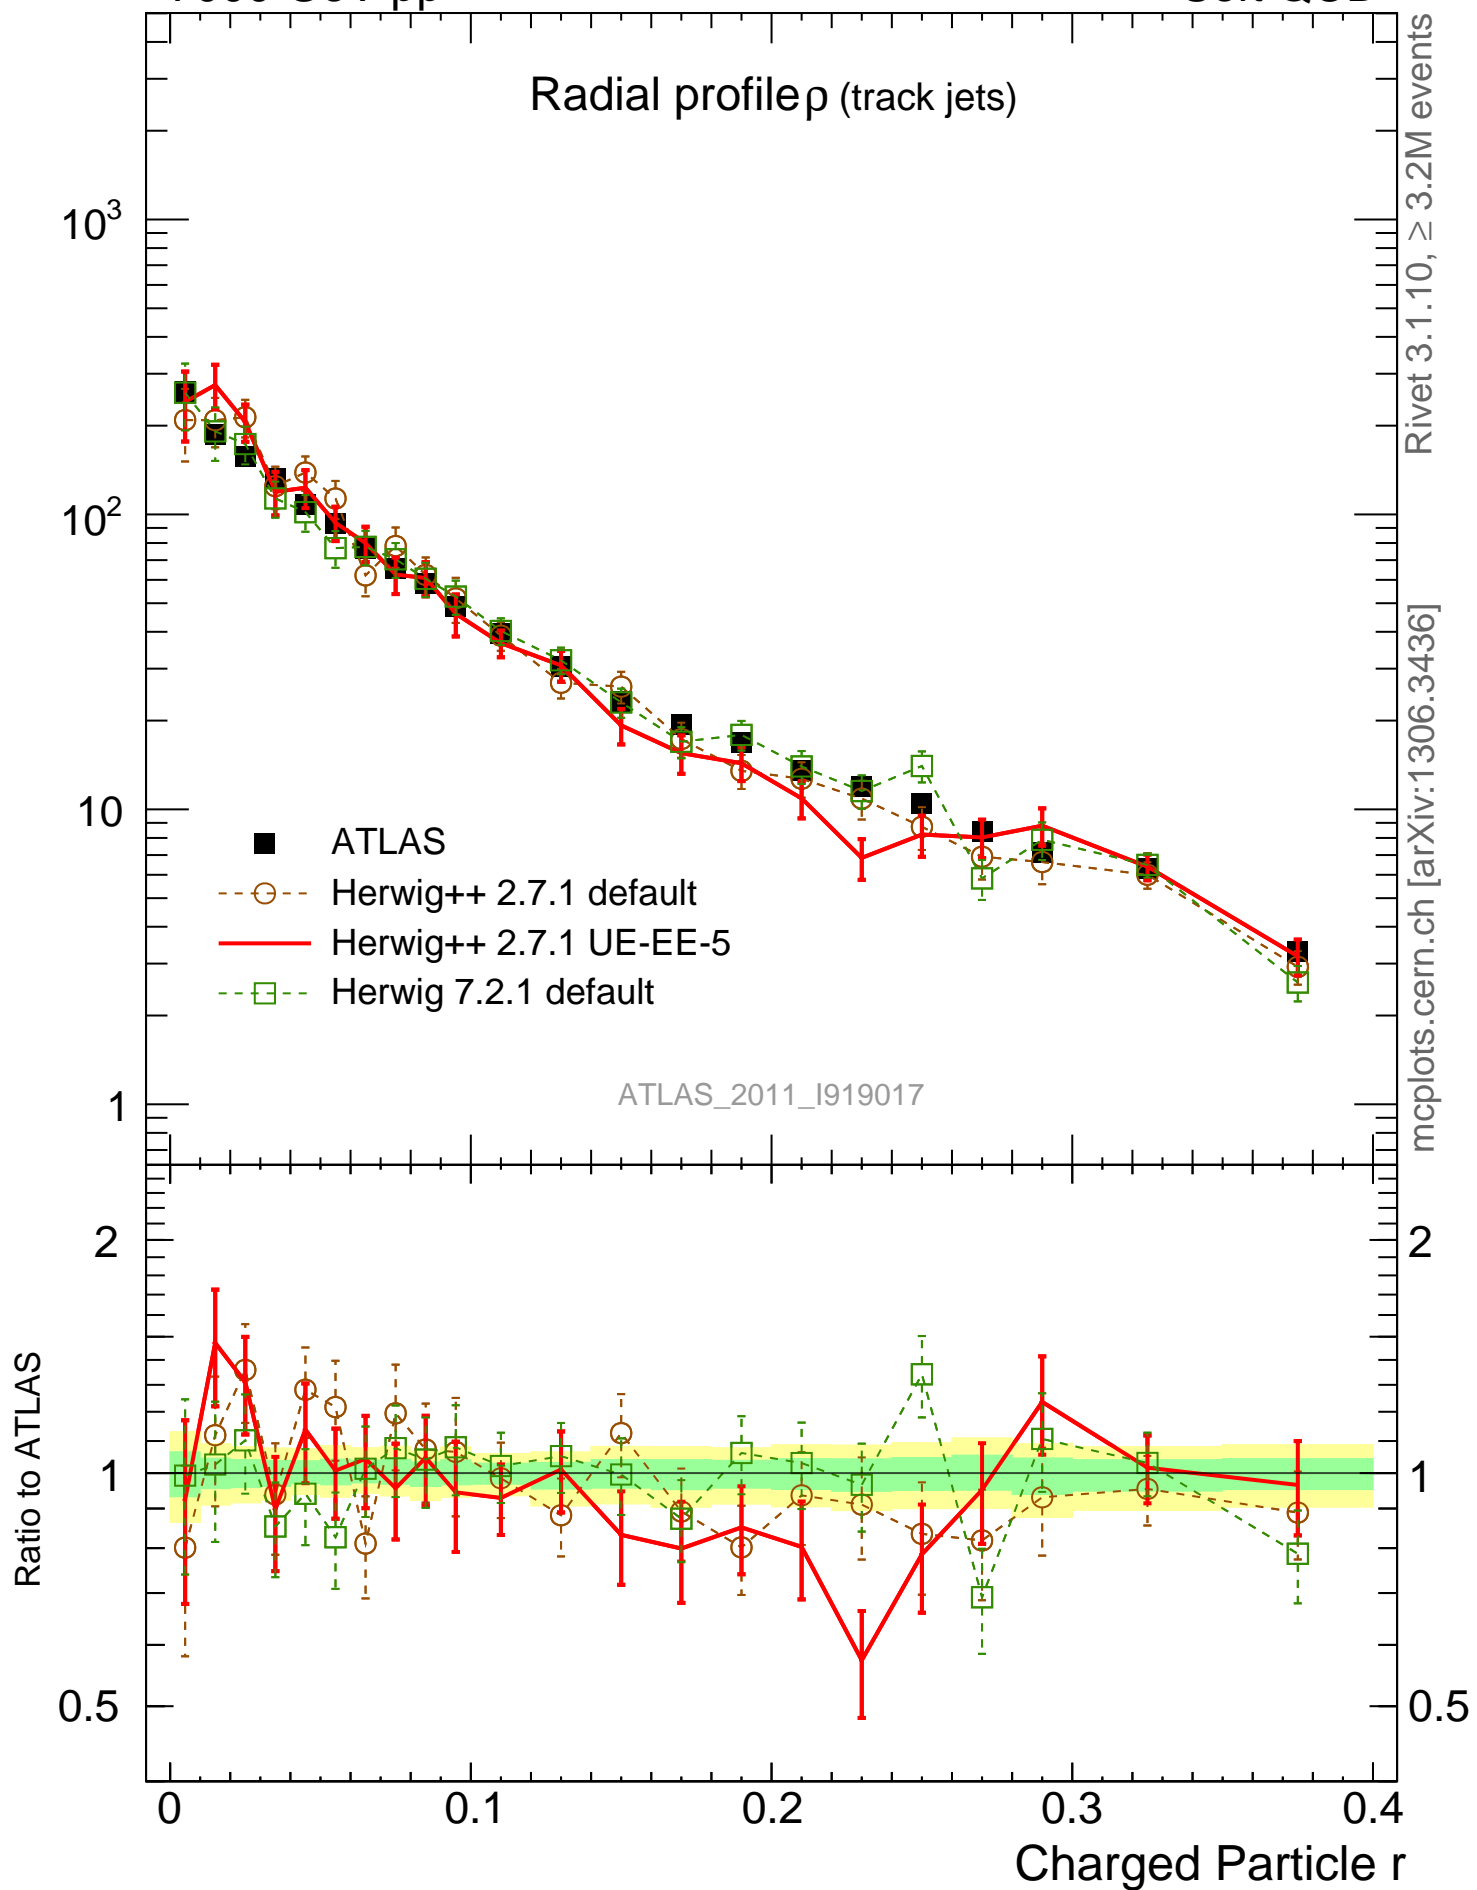 Radial profile ρ (track jets)
10³
10²
10
1
ATLAS
Herwig++ 2.7.1 default
Herwig++ 2.7.1 UE-EE-5
Herwig 7.2.1 default
ATLAS_2011_I919017
Rivet 3.1.10, ≥ 3.2M events
mcplots.cern.ch [arXiv:1306.3436]
Ratio to ATLAS
2
1
0.5
2
1
0.5
0
0.1
0.2
0.3
0.4
Charged Particle r